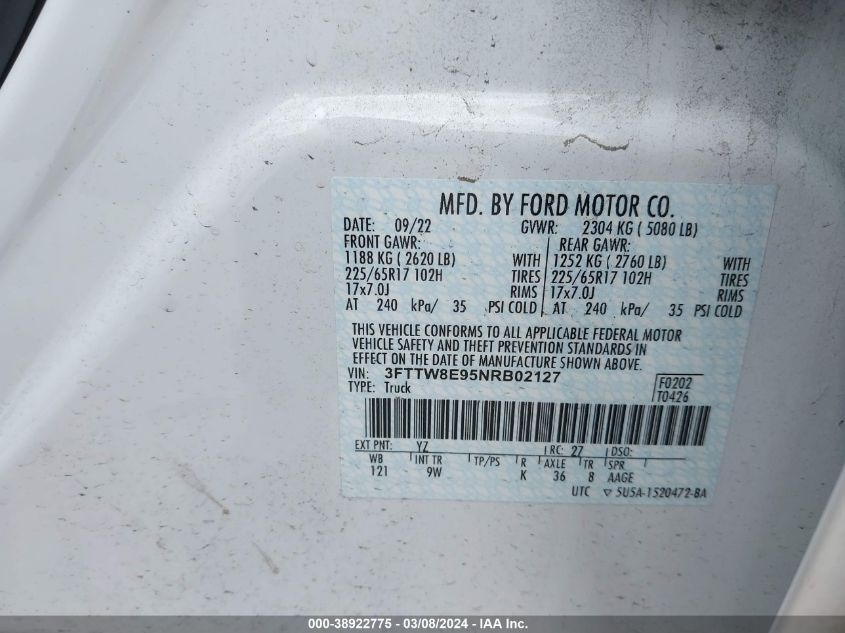 MFD. BY FORD MOTOR CO.
DATE: 09/22 GVWR: 2304 KG ( 5080 LB)
FRONT GAWR: REAR GAWR:
1188 KG ( 2620 LB) WITH 1252 KG ( 2760 LB) WITH
225/65R17 102H TIRES 225/65R17 102H TIRES
17x7.0J RIMS 17x7.0J RIMS
AT 240 kPa/ 35 PSI COLD AT 240 kPa/ 35 PSI COLD
THIS VEHICLE CONFORMS TO ALL APPLICABLE FEDERAL MOTOR
VEHICLE SAFETY AND THEFT PREVENTION STANDARDS IN
EFFECT ON THE DATE OF MANUFACTURE SHOWN ABOVE.
VIN: 3FTTW8E95NRB02127
TYPE: Truck
F0202
T0426
EXT PNT: YZ RC: 27 DSO:
WB INT TR TP/PS R AXLE TR SPR
121 9W K 36 8 AAGE
UTC ▽ 5U5A-1520472-BA
000-38922775 - 03/08/2024 - IAA Inc.